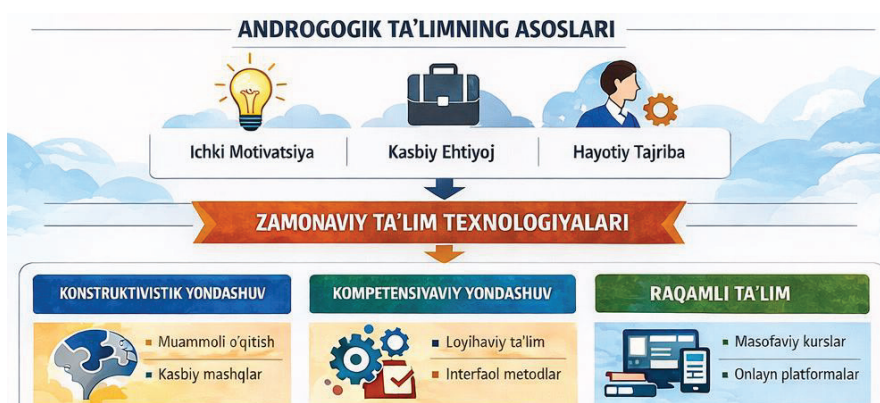 ANDROGOGIK TA'LIMNING ASOSLARI
Ichki Motivatsiya
Kasbiy Ehtiyoj
Hayotiy Tajriba
ZAMONAVIY TA'LIM TEXNOLOGIYALARI
KONSTRUKTIVISTIK YONDASHUV
▪ Muammoli o'qitish
▪ Kasbiy mashqlar
KOMPETENSIYAVIY YONDASHUV
▪ Loyihaviy ta'lim
▪ Interfaol metodlar
RAQAMLI TA'LIM
▪ Masofaviy kurslar
▪ Onlayn platformalar